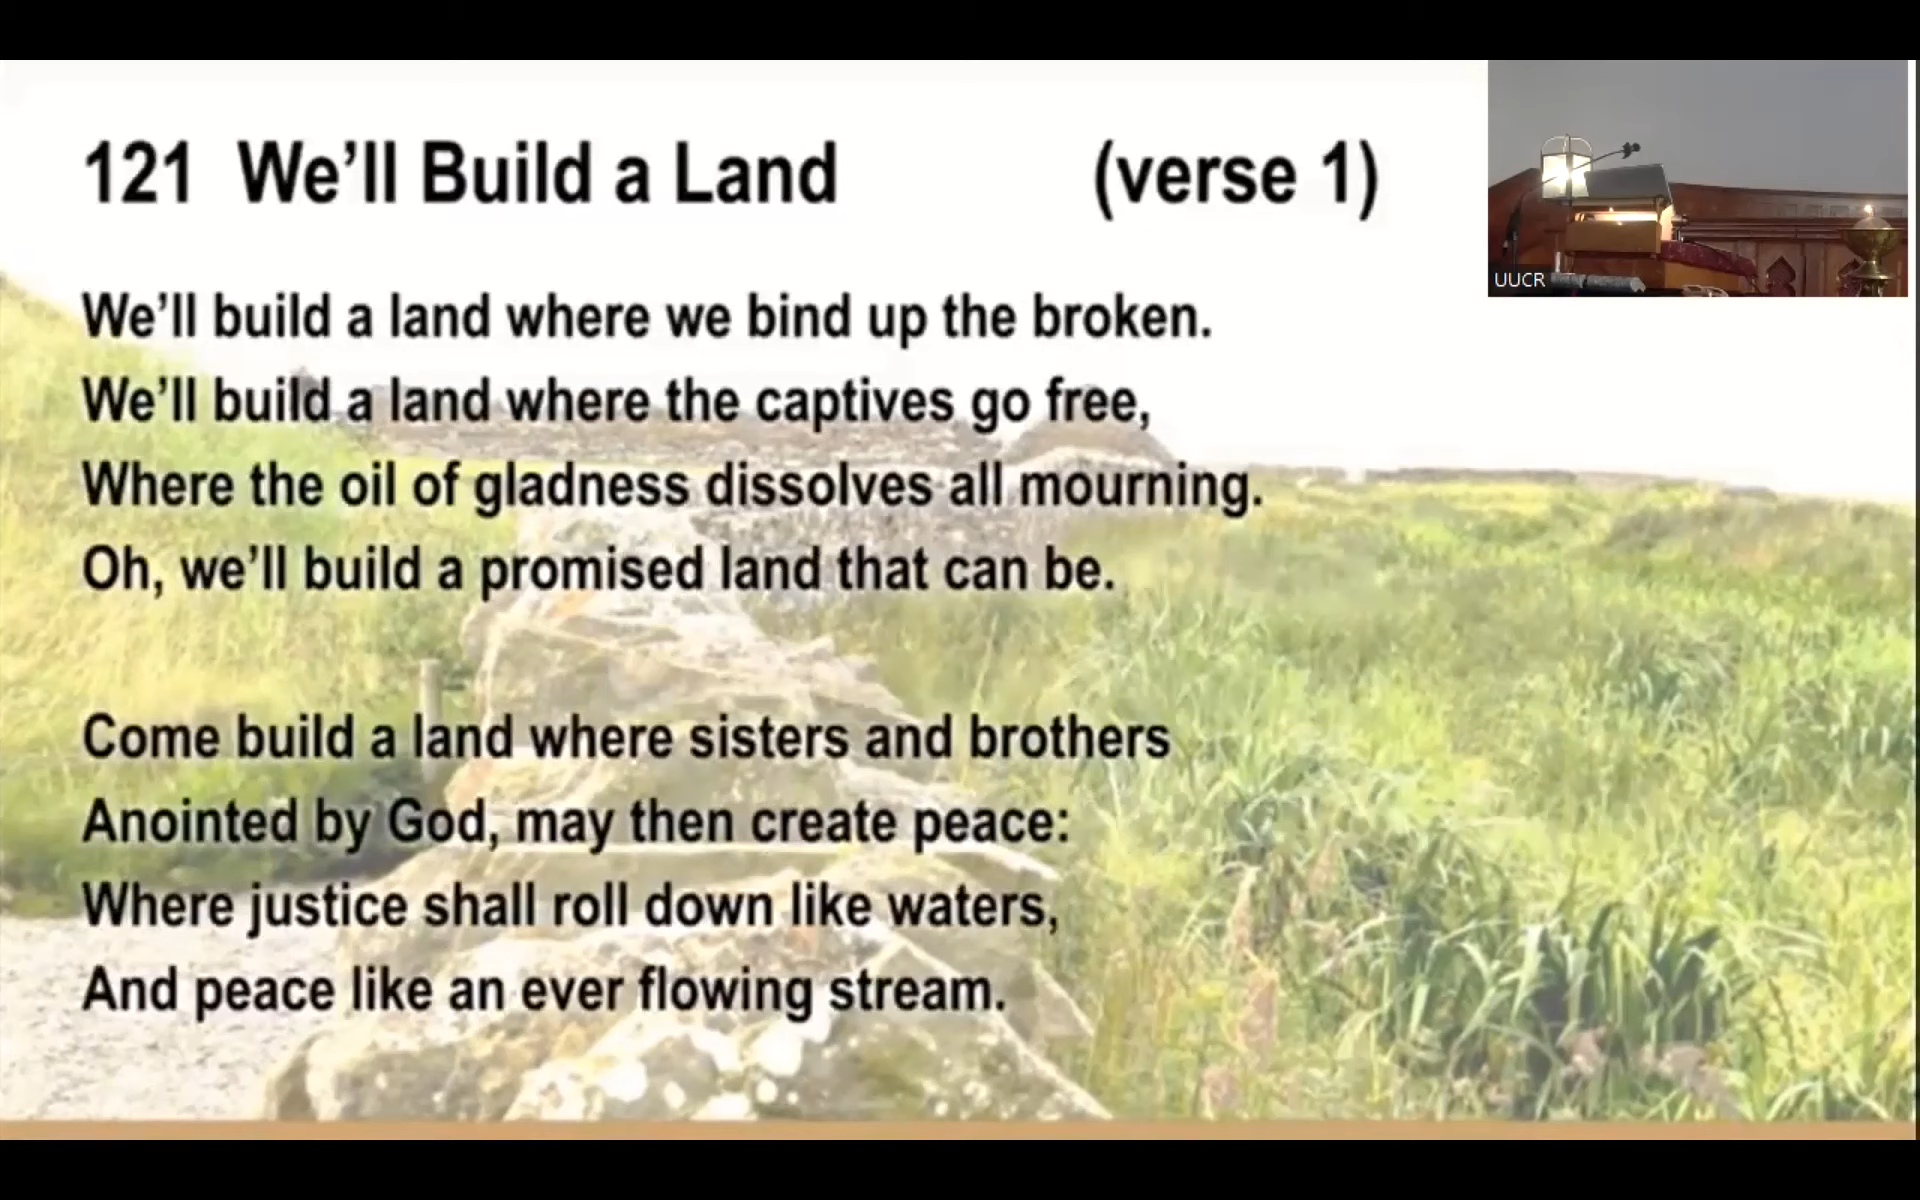 121 We’ll Build a Land (verse 1)
We’ll build a land where we bind up the broken.
We’ll build a land where the captives go free,
Where the oil of gladness dissolves all mourning.
Oh, we’ll build a promised land that can be.
Come build a land where sisters and brothers
Anointed by God, may then create peace:
Where justice shall roll down like waters,
And peace like an ever flowing stream.
UUCR